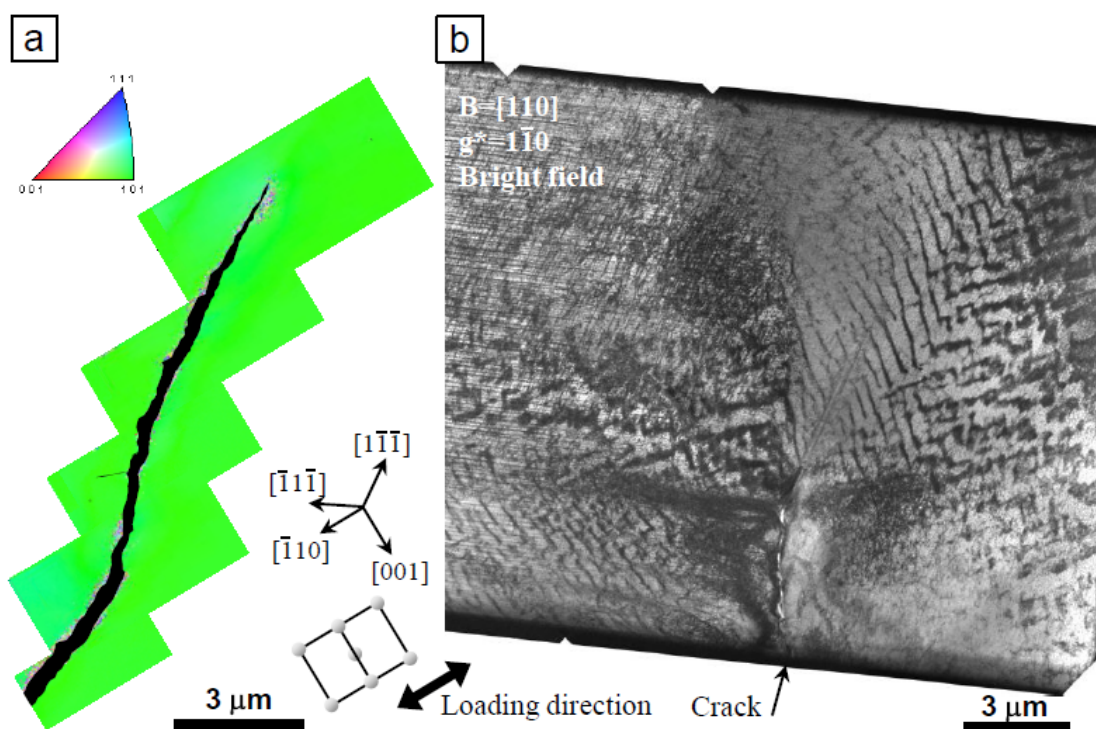 a
b
111
001
101
B=[110]
g*=11̅0
Bright field
[11̅1̅]
[1̅11̅]
[1̅10]
[001]
3 μm
Loading direction
Crack
3 μm